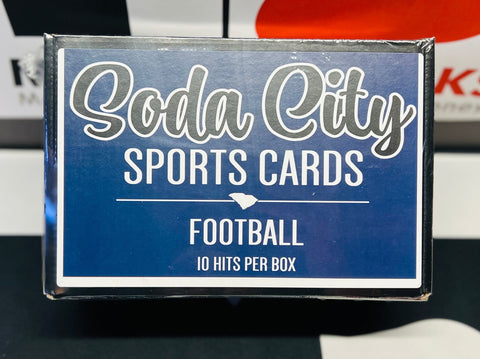 Soda City
SPORTS CARDS
FOOTBALL
10 HITS PER BOX